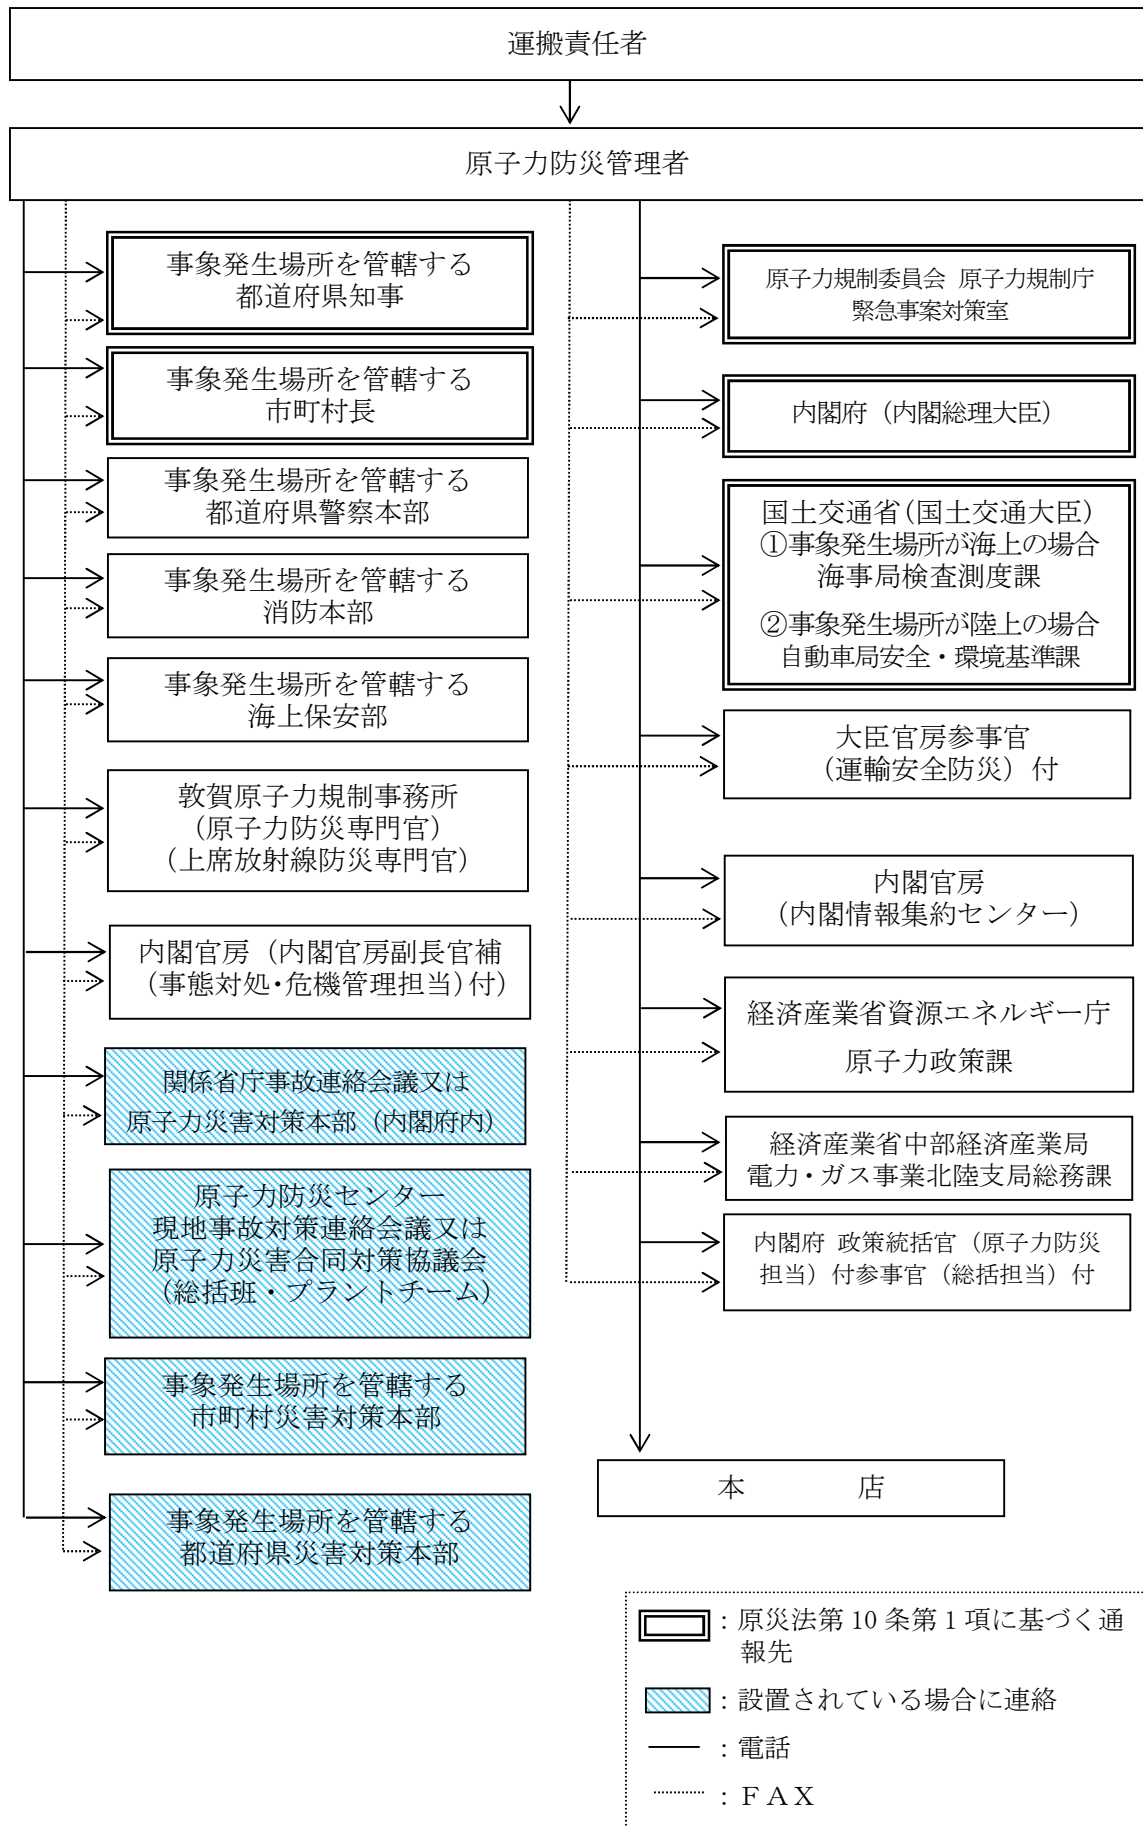 運搬責任者
原子力防災管理者
事象発生場所を管轄する
都道府県知事
事象発生場所を管轄する
市町村長
事象発生場所を管轄する
都道府県警察本部
事象発生場所を管轄する
消防本部
事象発生場所を管轄する
海上保安部
敦賀原子力規制事務所
(原子力防災専門官)
(上席放射線防災専門官)
内閣官房(内閣官房副長官補
(事態対処・危機管理担当)付)
関係省庁事故連絡会議又は
原子力災害対策本部(内閣府内)
原子力防災センター
現地事故対策連絡会議又は
原子力災害合同対策協議会
(総括班・プラントチーム)
事象発生場所を管轄する
市町村災害対策本部
事象発生場所を管轄する
都道府県災害対策本部
原子力規制委員会 原子力規制庁
緊急事案対策室
内閣府(内閣総理大臣)
国土交通省(国土交通大臣)
①事象発生場所が海上の場合
海事局検査測度課
②事象発生場所が陸上の場合
自動車局安全・環境基準課
大臣官房参事官
(運輸安全防災)付
内閣官房
(内閣情報集約センター)
経済産業省資源エネルギー庁
原子力政策課
経済産業省中部経済産業局
電力・ガス事業北陸支局総務課
内閣府 政策統括官(原子力防災
担当)付参事官(総括担当)付
本 店
:原災法第10条第1項に基づく通
報先
:設置されている場合に連絡
:電話
:FAX